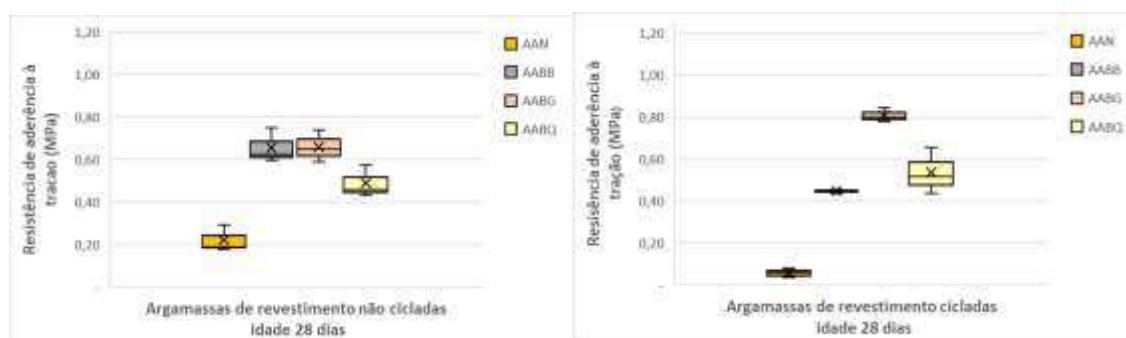 Resistência de aderência à
tracao (MPa)
1,20
1,00
0,80
0,60
0,40
0,20
-
AAN
AABB
AABG
AABQ
Argamassas de revestimento não cicladas
idade 28 dias
Resisência de aderência à
tração (MPa)
1,20
1,00
0,80
0,60
0,40
0,20
-
AAN
AABB
AABG
AABQ
Argamassas de revestimento cicladas
idade 28 dias